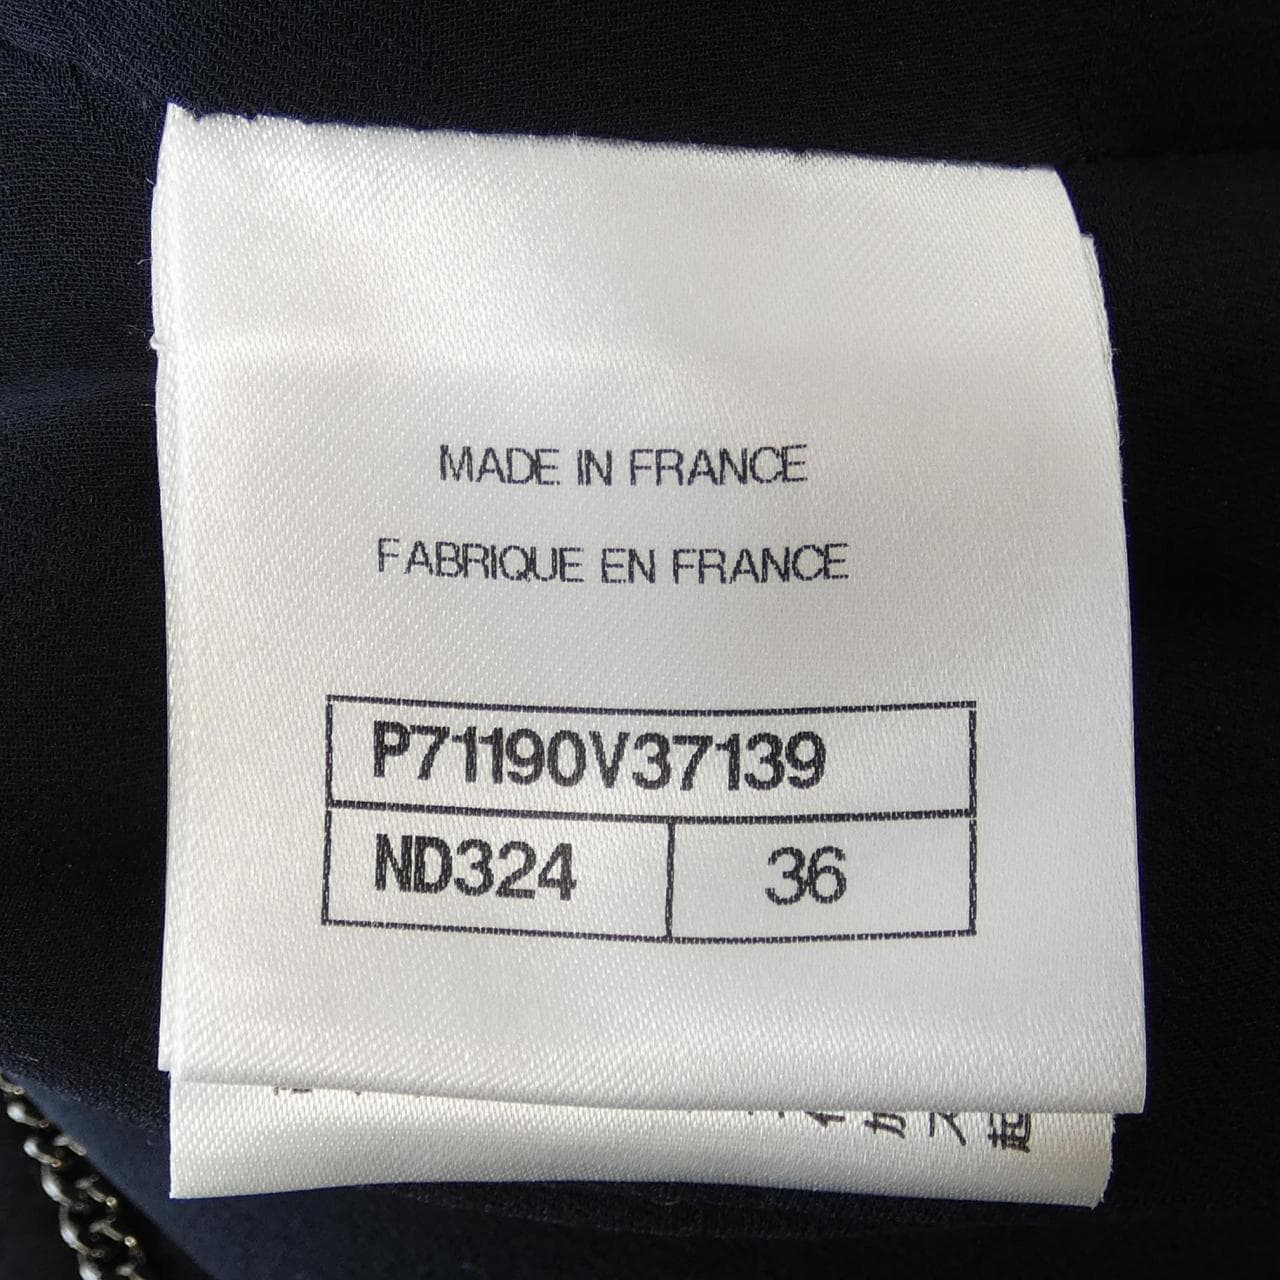 MADE IN FRANCE
FABRIQUE EN FRANCE
P71190V37139
ND324 36